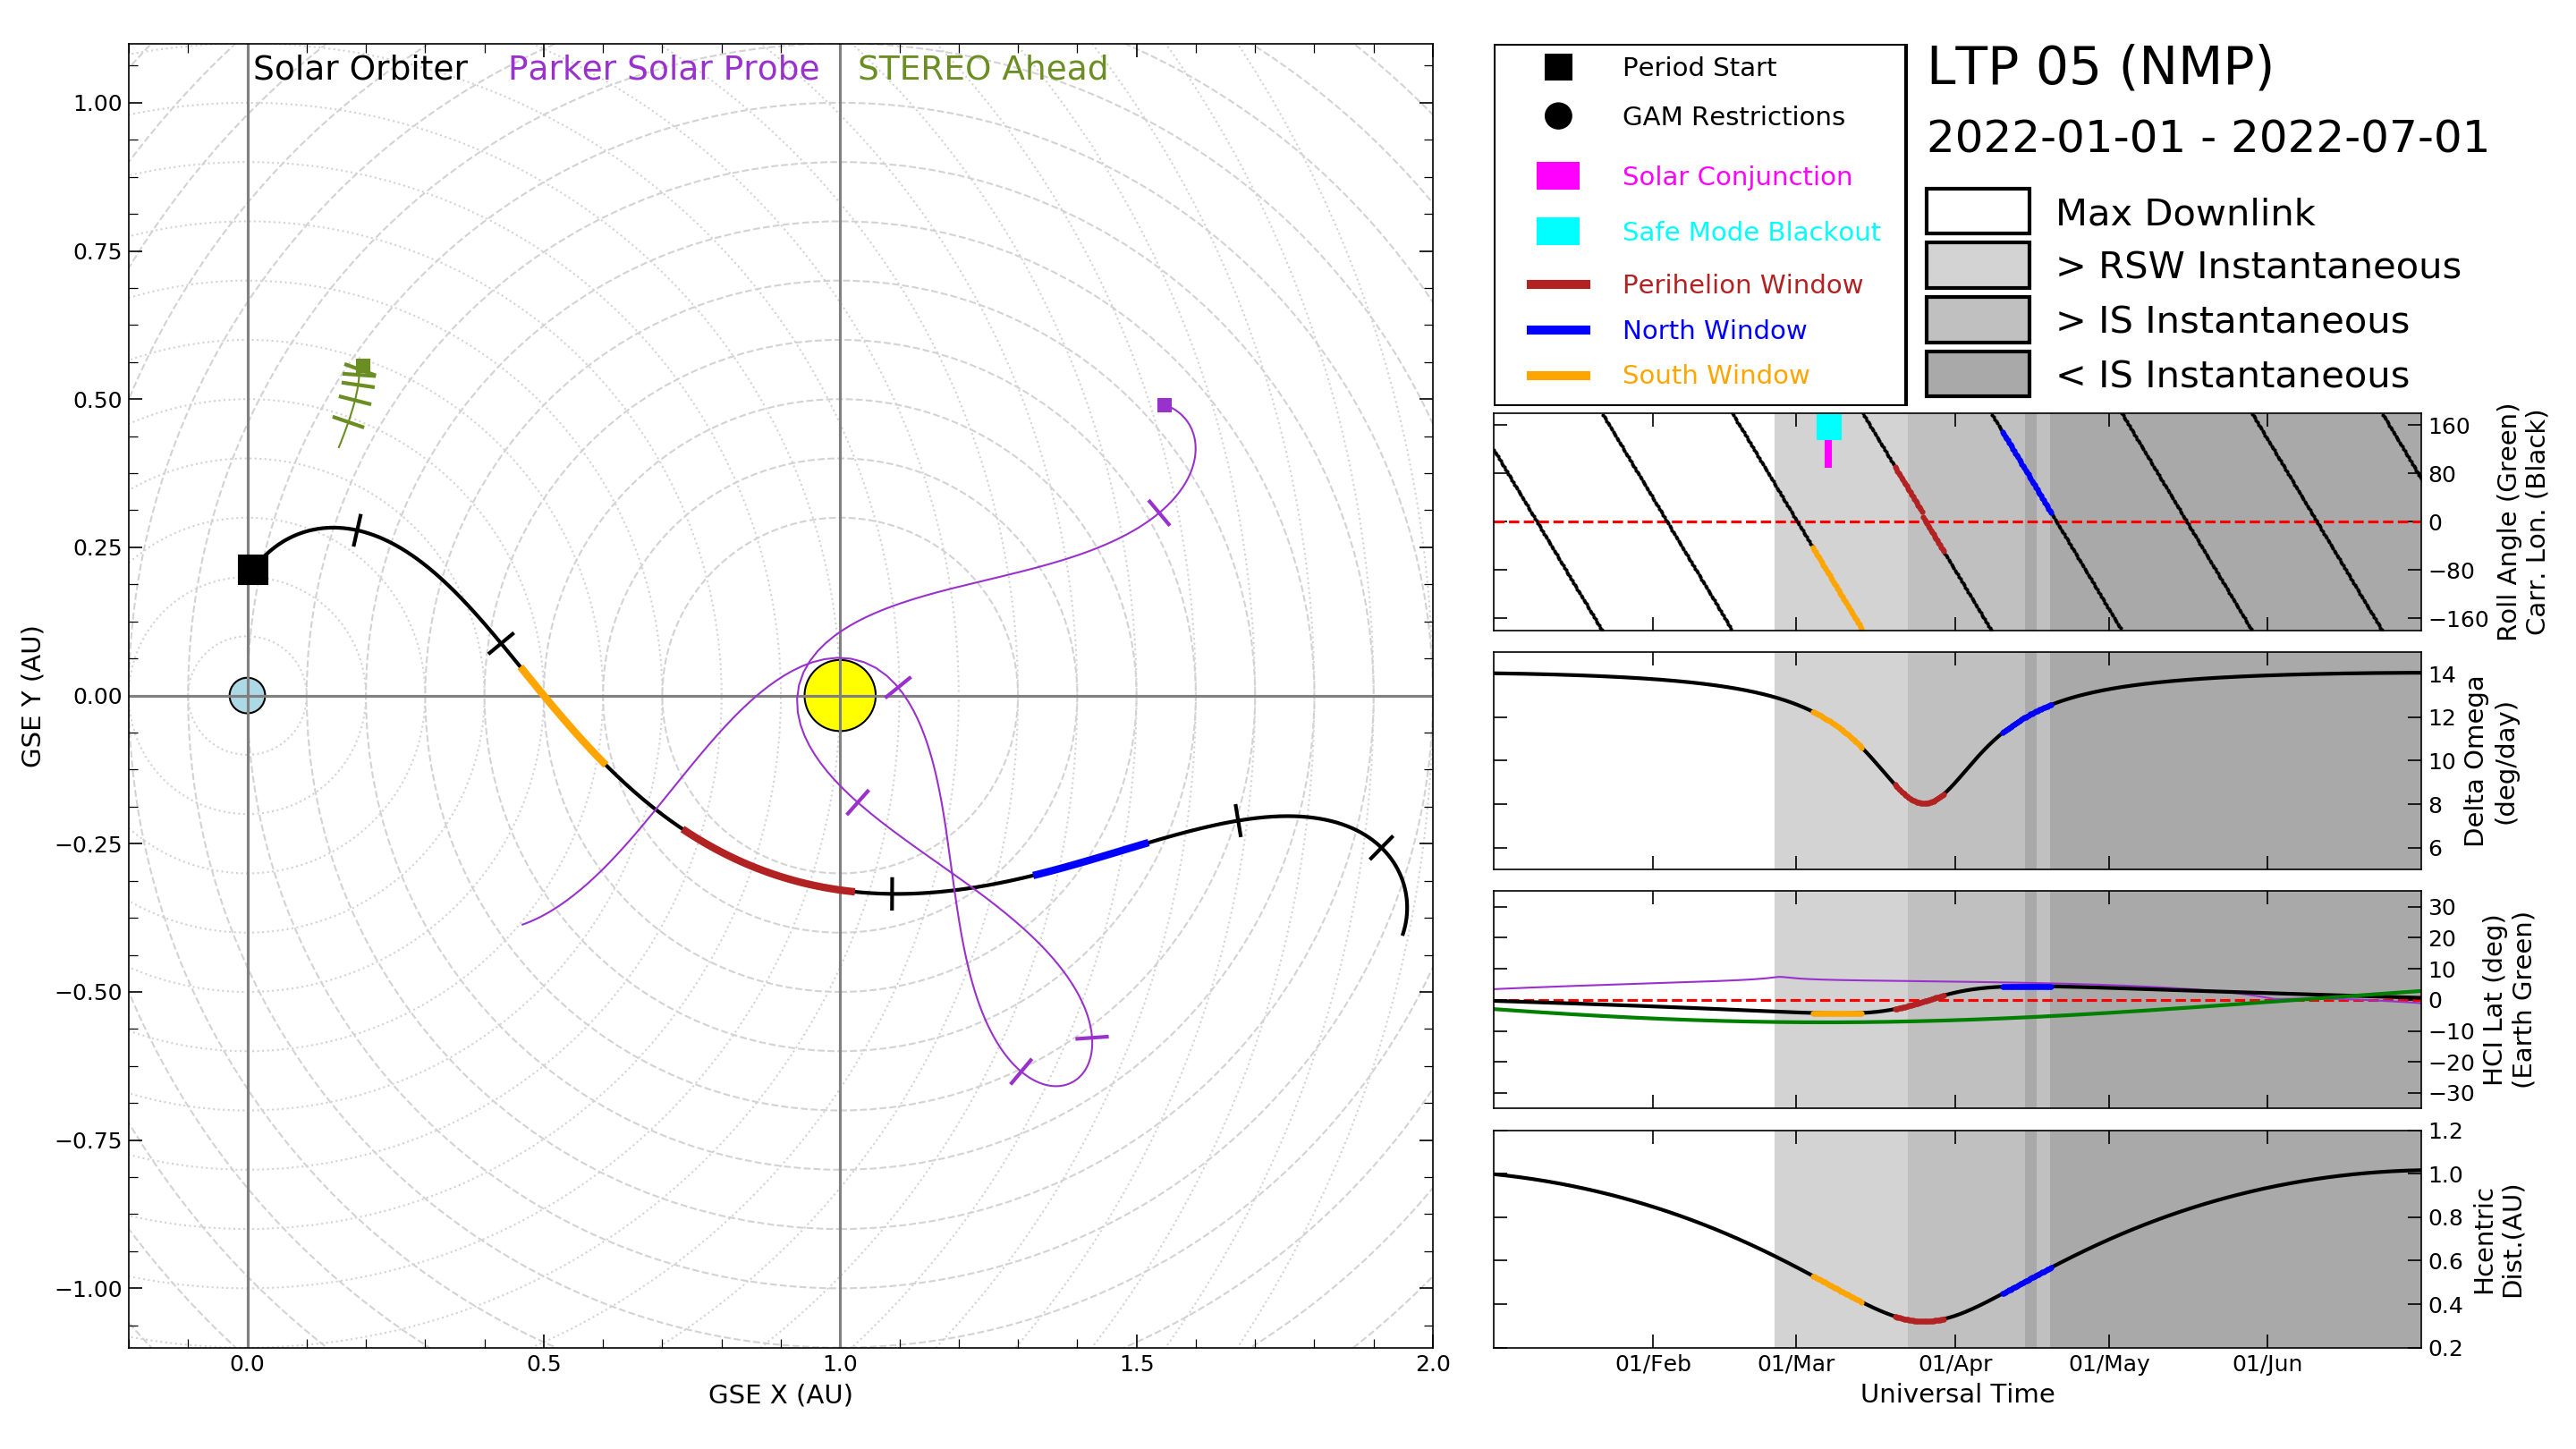 Solar Orbiter Parker Solar Probe STEREO Ahead
1.00
0.75
0.50
0.25
0.00
−0.25
−0.50
−0.75
−1.00
GSE Y (AU)
0.0 0.5 1.0 1.5 2.0
GSE X (AU)
Period Start
GAM Restrictions
Solar Conjunction
Safe Mode Blackout
Perihelion Window
North Window
South Window
LTP 05 (NMP)
2022-01-01 - 2022-07-01
Max Downlink
> RSW Instantaneous
> IS Instantaneous
< IS Instantaneous
160
80
0
−80
−160
Roll Angle (Green)
Carr. Lon. (Black)
14
12
10
8
6
Delta Omega
(deg/day)
30
20
10
0
−10
−20
−30
HCI Lat (deg)
(Earth Green)
1.2
1.0
0.8
0.6
0.4
0.2
Hcentric
Dist.(AU)
01/Feb 01/Mar 01/Apr 01/May 01/Jun
Universal Time